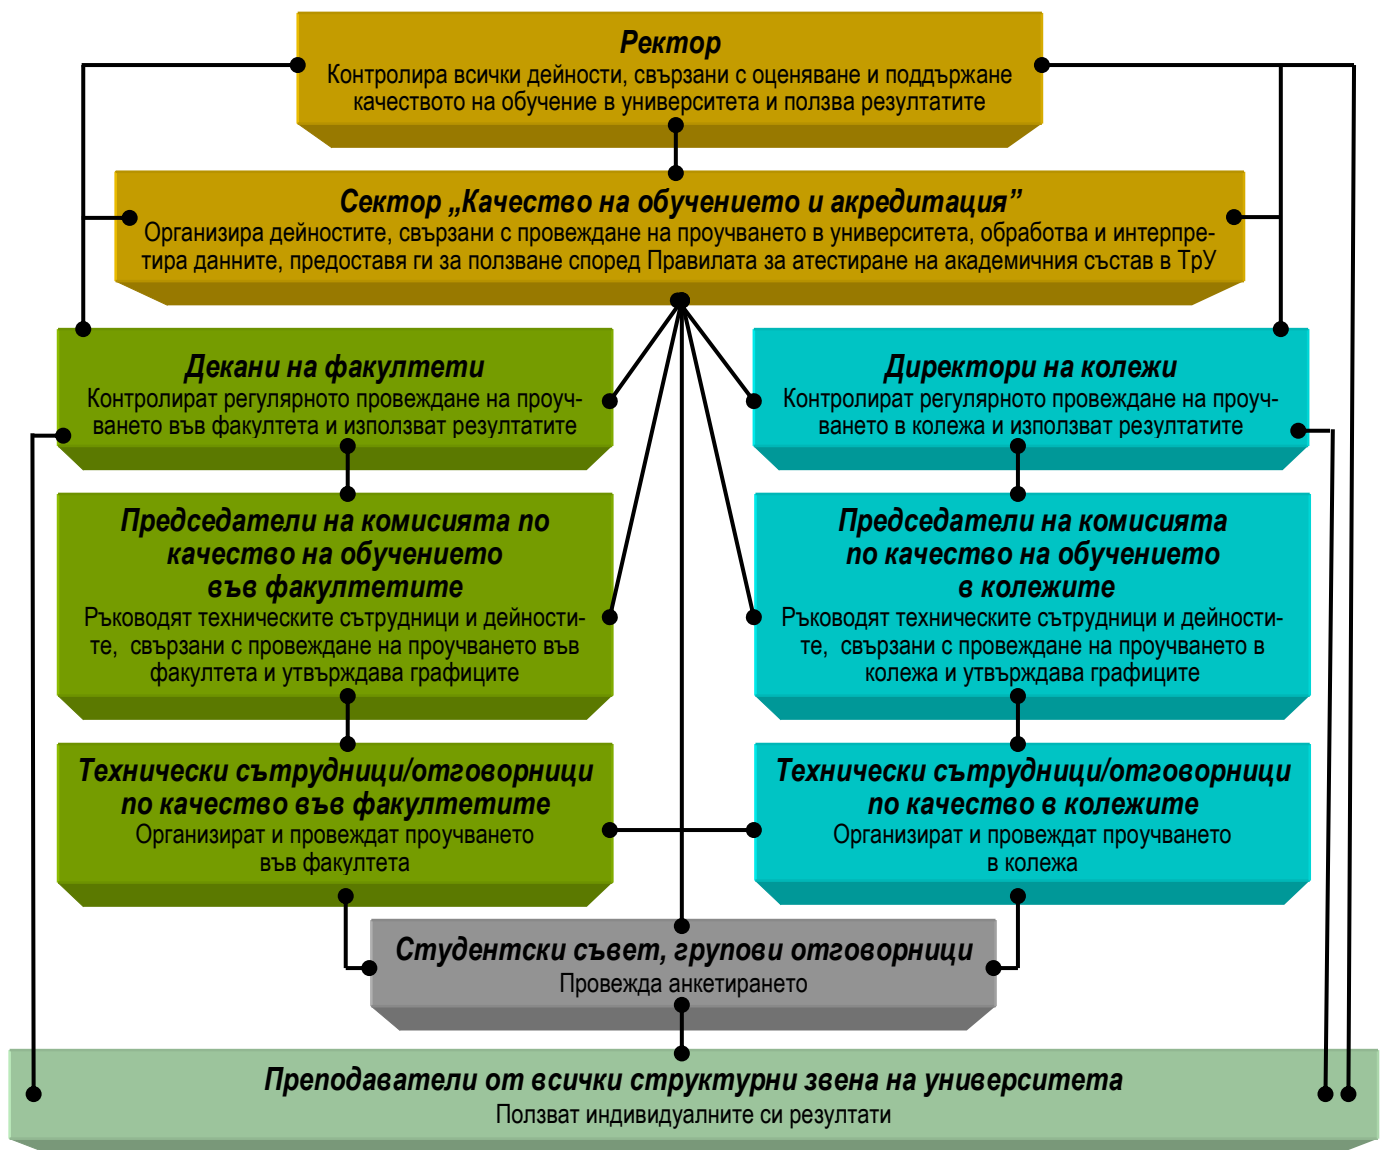 Ректор
Контролира всички дейности, свързани с оценяване и поддържане
качеството на обучение в университета и ползва резултатите
Сектор „Качество на обучението и акредитация”
Организира дейностите, свързани с провеждане на проучването в университета, обработва и интерпре-
тира данните, предоставя ги за ползване според Правилата за атестиране на академичния състав в ТрУ
Декани на факултети
Контролират регулярното провеждане на проуч-
ването във факултета и използват резултатите
Директори на колежи
Контролират регулярното провеждане на проуч-
ването в колежа и използват резултатите
Председатели на комисията по
качество на обучението
във факултетите
Ръководят техническите сътрудници и дейности-
те, свързани с провеждане на проучването във
факултета и утвърждава графиците
Председатели на комисията
по качество на обучението
в колежите
Ръководят техническите сътрудници и дейности-
те, свързани с провеждане на проучването в
колежа и утвърждава графиците
Технически сътрудници/отговорници
по качество във факултетите
Организират и провеждат проучването
във факултета
Технически сътрудници/отговорници
по качество в колежите
Организират и провеждат проучването
в колежа
Студентски съвет, групови отговорници
Провежда анкетирането
Преподаватели от всички структурни звена на университета
Ползват индивидуалните си резултати